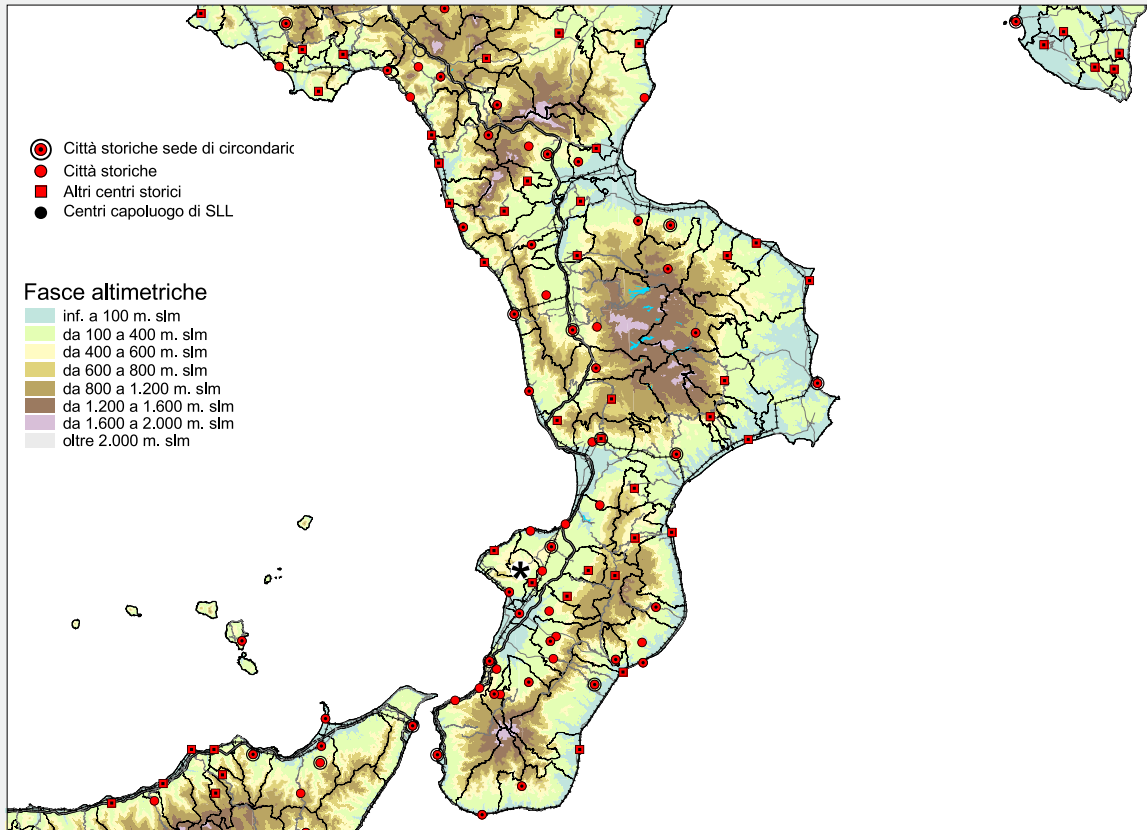 Città storiche sede di circondaric
Città storiche
Altri centri storici
Centri capoluogo di SLL
Fasce altimetriche
inf. a 100 m. slm
da 100 a 400 m. slm
da 400 a 600 m. slm
da 600 a 800 m. slm
da 800 a 1.200 m. slm
da 1.200 a 1.600 m. slm
da 1.600 a 2.000 m. slm
oltre 2.000 m. slm
*